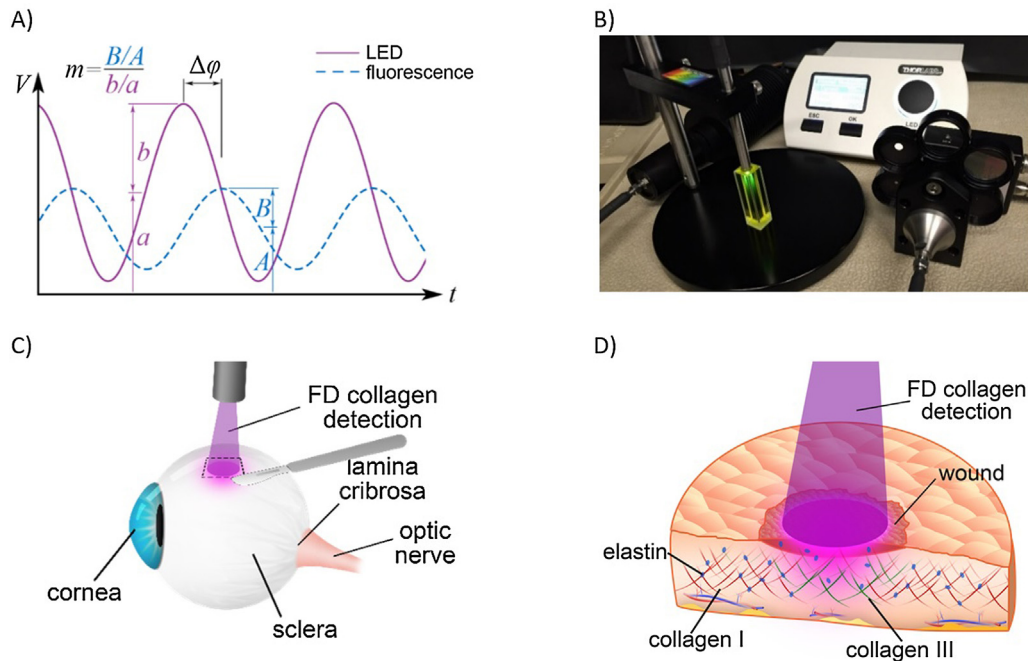 A)
V
m=B/A
b/a
Δφ
LED
fluorescence
b
a
B
A
t
B)
THORLABS
ESC
OK
LED
C)
FD collagen
detection
lamina
cribrosa
optic
nerve
cornea
sclera
D)
FD collagen
detection
wound
elastin
collagen I
collagen III